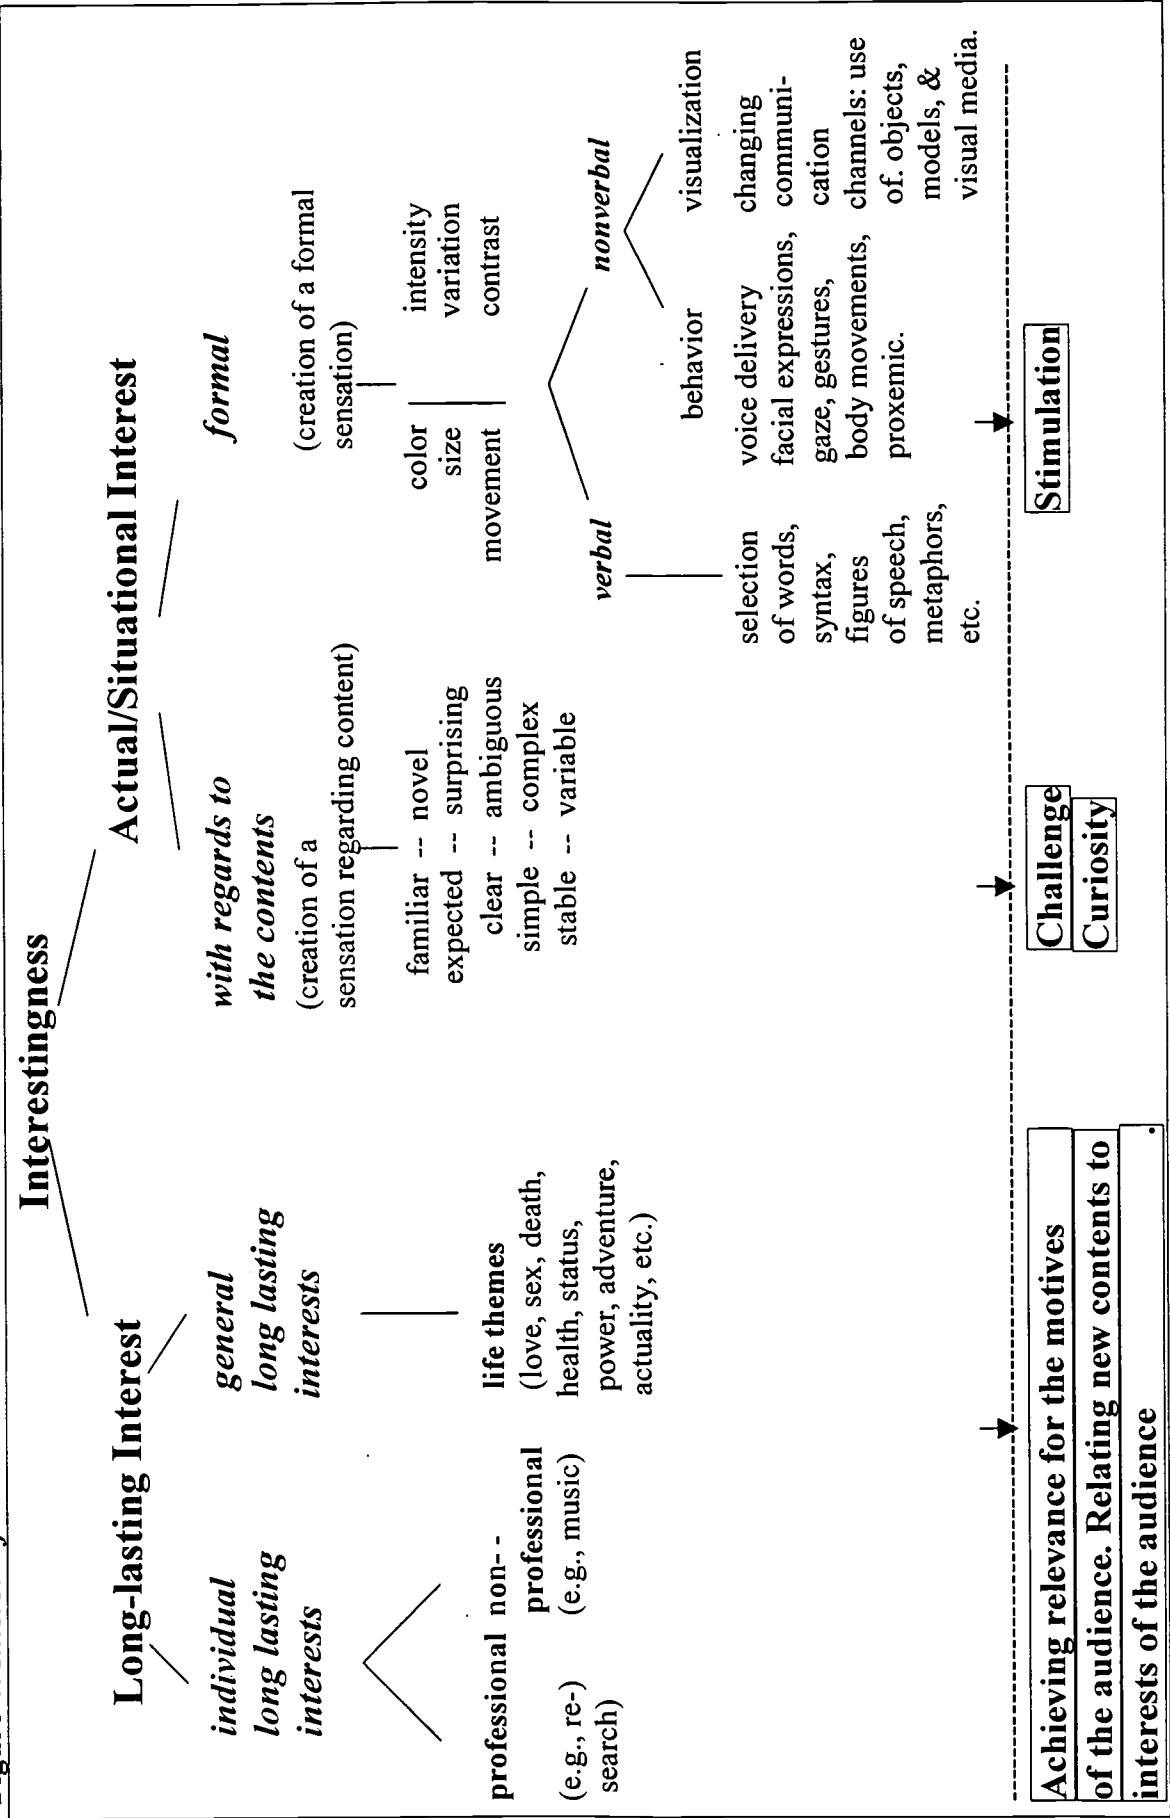 Interestingness
Long-lasting Interest
Actual/Situational Interest
individual
long lasting
interests
general
long lasting
interests
with regards to
the contents
(creation of a
sensation regarding content)
formal
(creation of a formal
sensation)
professional
(e.g., re-)
search)
non- -
professional
(e.g., music)
life themes
(love, sex, death,
health, status,
power, adventure,
actuality, etc.)
familiar -- novel
expected -- surprising
clear -- ambiguous
simple -- complex
stable -- variable
color
size
movement
intensity
variation
contrast
verbal
nonverbal
selection
of words,
syntax,
figures
of speech,
metaphors,
etc.
behavior
voice delivery
facial expressions,
gaze, gestures,
body movements,
proxemic.
visualization
changing
communi-
cation
channels: use
of. objects,
models, &
visual media.
Achieving relevance for the motives
of the audience. Relating new contents to
interests of the audience .
Challenge
Curiosity
Stimulation